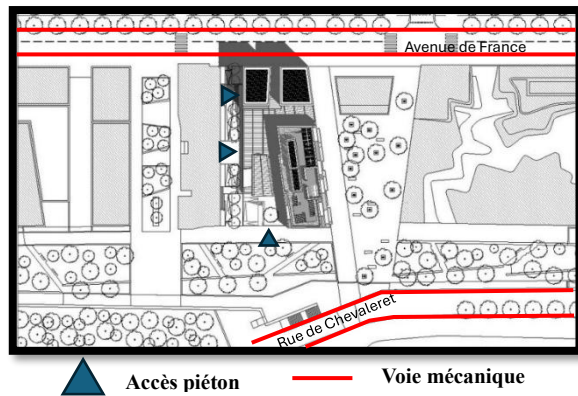 Avenue de France
Rue de Chevaleret
Accès piéton
Voie mécanique